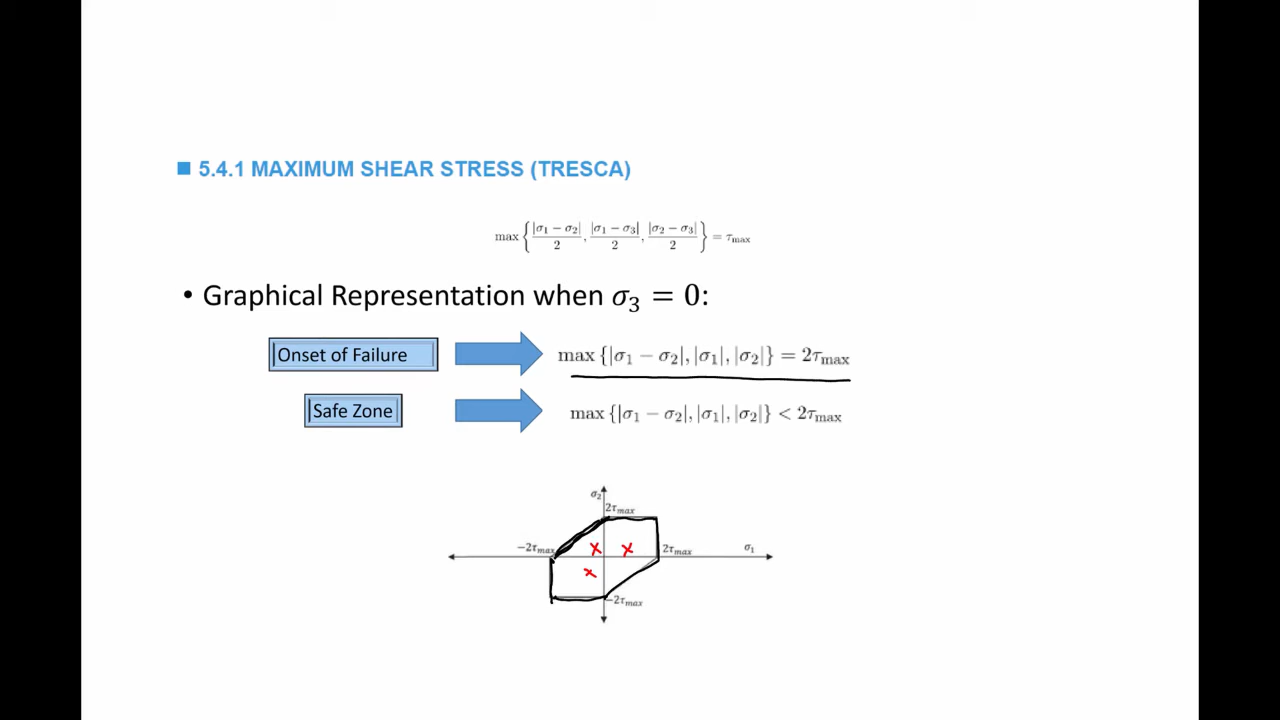 ■ 5.4.1 MAXIMUM SHEAR STRESS (TRESCA)
max { |σ₁ − σ₂| / 2 , |σ₁ − σ₃| / 2 , |σ₂ − σ₃| / 2 } = τmax
• Graphical Representation when σ₃ = 0:
Onset of Failure
max {|σ₁ − σ₂|, |σ₁|, |σ₂|} = 2τmax
Safe Zone
max {|σ₁ − σ₂|, |σ₁|, |σ₂|} < 2τmax
σ₂
2τmax
−2τmax
2τmax
σ₁
−2τmax